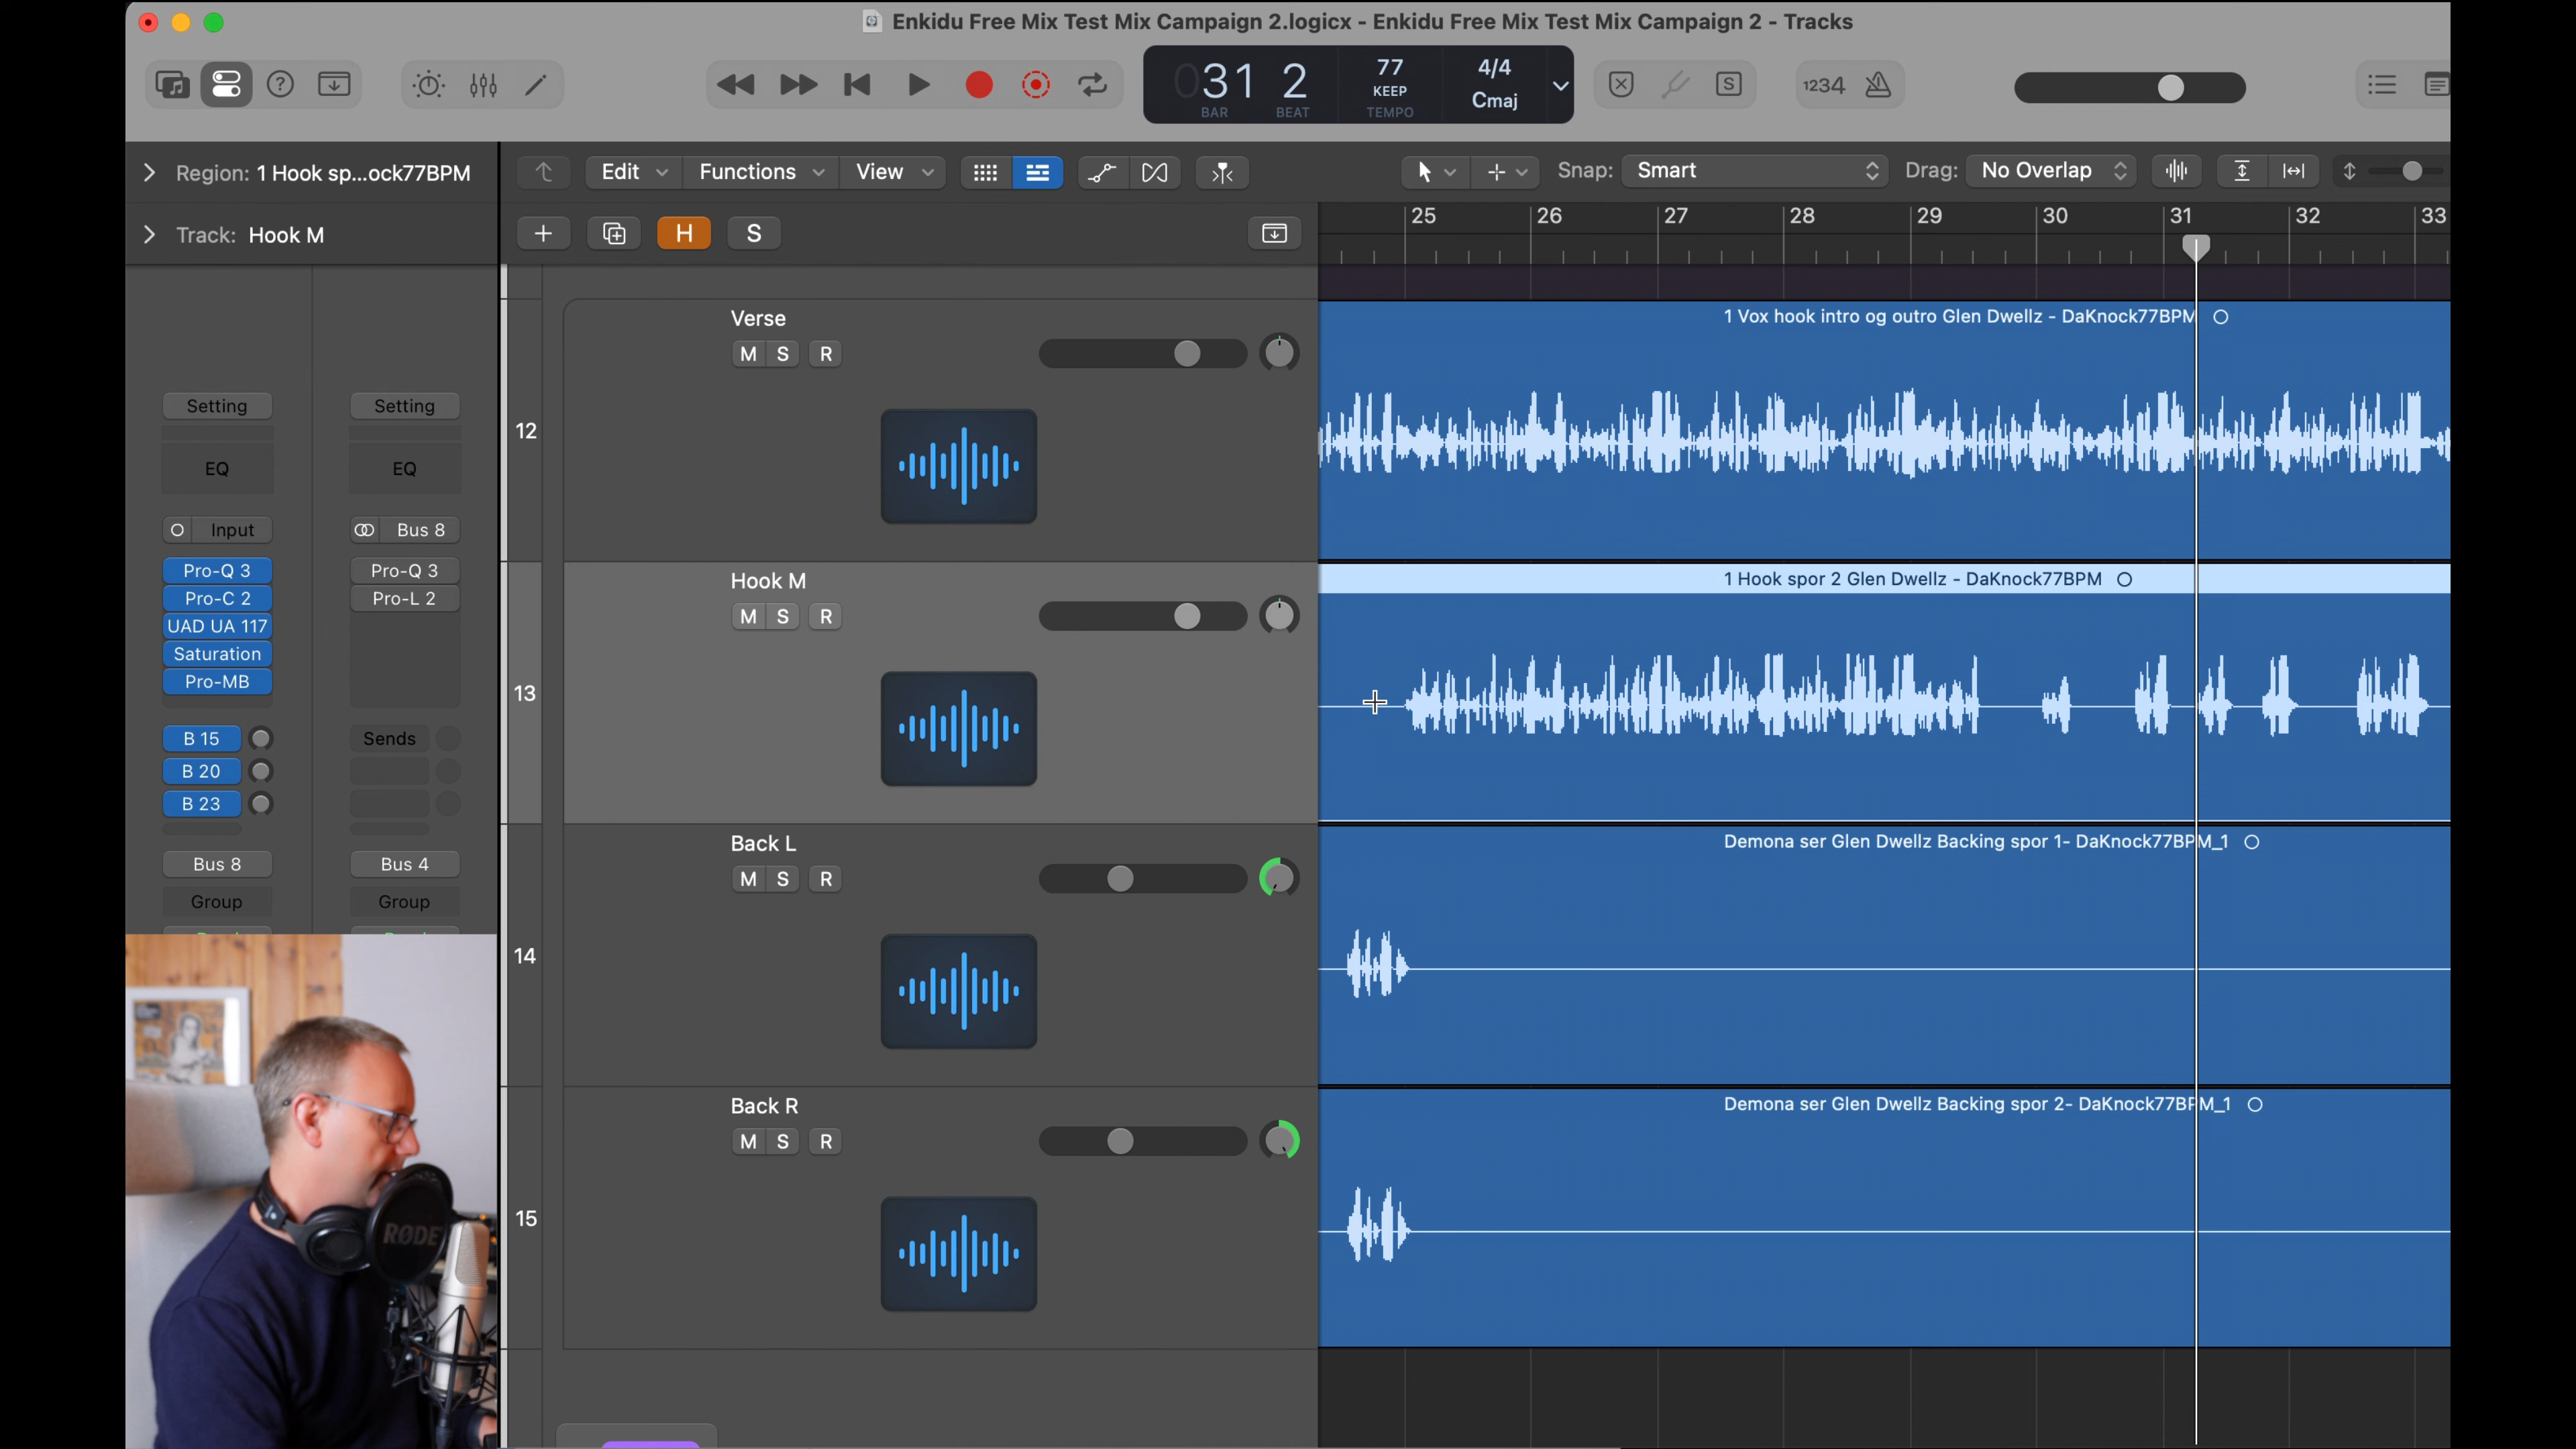 Enkidu Free Mix Test Mix Campaign 2.logicx - Enkidu Free Mix Test Mix Campaign 2 - Tracks
031 2
BAR BEAT
77
KEEP
TEMPO
4/4
Cmaj
S
1234
Region: 1 Hook sp...ock77BPM
Edit Functions View
Snap: Smart
Drag: No Overlap
Track: Hook M
H S
25 26 27 28 29 30 31 32 33
Setting Setting
EQ EQ
Input Bus 8
Pro-Q 3 Pro-Q 3
Pro-C 2 Pro-L 2
UAD UA 117
Saturation
Pro-MB
B 15 Sends
B 20
B 23
Bus 8 Bus 4
Group Group
12
Verse
M S R
1 Vox hook intro og outro Glen Dwellz - DaKnock77BPM
13
Hook M
M S R
1 Hook spor 2 Glen Dwellz - DaKnock77BPM
14
Back L
M S R
Demona ser Glen Dwellz Backing spor 1- DaKnock77BPM_1
15
Back R
M S R
Demona ser Glen Dwellz Backing spor 2- DaKnock77BPM_1
RØDE